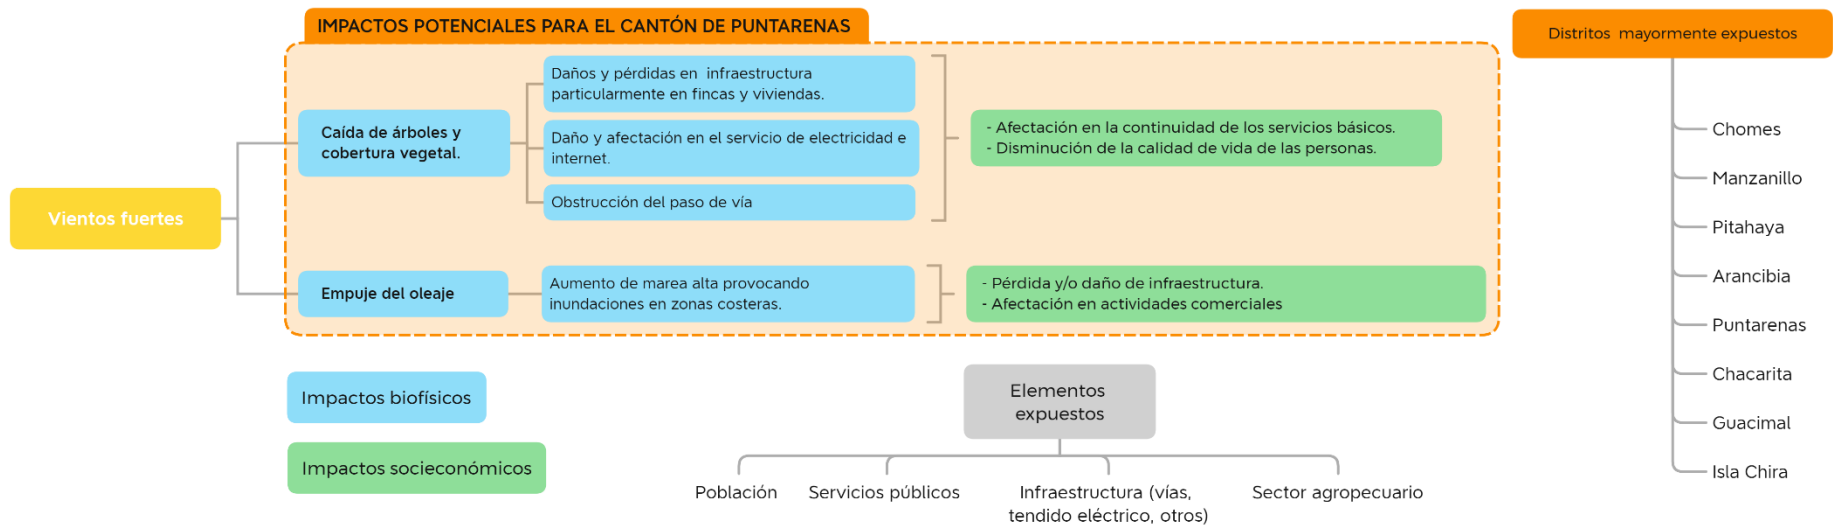 IMPACTOS POTENCIALES PARA EL CANTÓN DE PUNTARENAS
Vientos fuertes
Caída de árboles y
cobertura vegetal.
Daños y pérdidas en infraestructura
particularmente en fincas y viviendas.
Daño y afectación en el servicio de electricidad e
internet.
Obstrucción del paso de vía
- Afectación en la continuidad de los servicios básicos.
- Disminución de la calidad de vida de las personas.
Empuje del oleaje
Aumento de marea alta provocando
inundaciones en zonas costeras.
- Pérdida y/o daño de infraestructura.
- Afectación en actividades comerciales
Impactos biofísicos
Impactos socieconómicos
Elementos
expuestos
Población
Servicios públicos
Infraestructura (vías,
tendido eléctrico, otros)
Sector agropecuario
Distritos mayormente expuestos
Chomes
Manzanillo
Pitahaya
Arancibia
Puntarenas
Chacarita
Guacimal
Isla Chira